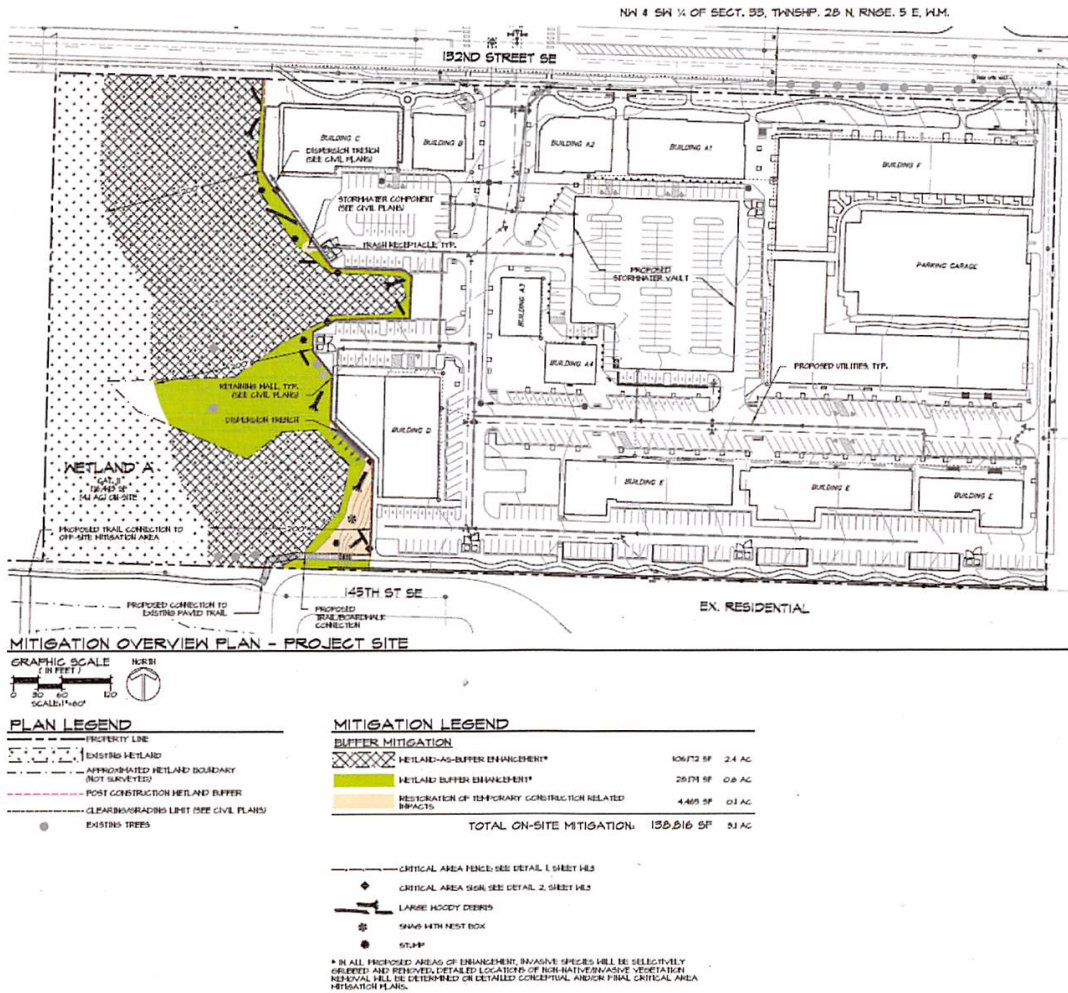 NW & SW ¼ OF SECT. 33, TWNSHP. 28 N, RNGE. 5 E, W.M.
132ND STREET SE
BUILDING C
BUILDING B
BUILDING A2
BUILDING A1
BUILDING F
DISPERSION TRENCH
(SEE CIVIL PLANS)
STORMWATER COMPONENT
(SEE CIVIL PLANS)
TRASH RECEPTACLE, TYP.
PROPOSED
STORMWATER VAULT
PARKING GARAGE
BUILDING A3
BUILDING A4
PROPOSED UTILITIES, TYP.
200'
RETAINING WALL, TYP.
(SEE CIVIL PLANS)
DISPERSION TRENCH
BUILDING D
WETLAND A
CAT. II
(4.1 AC) ON-SITE
BUILDING E
BUILDING E
BUILDING E
PROPOSED TRAIL CONNECTION TO
OFF-SITE MITIGATION AREA
200'
PROPOSED CONNECTION TO
EXISTING PAVED TRAIL
PROPOSED
TRAIL/BOARDWALK
CONNECTION
145TH ST SE
EX. RESIDENTIAL
MITIGATION OVERVIEW PLAN - PROJECT SITE
GRAPHIC SCALE
( IN FEET )
0 30 60 120
SCALE: 1"=60'
NORTH
PLAN LEGEND
PROPERTY LINE
EXISTING WETLAND
APPROXIMATED WETLAND BOUNDARY
(NOT SURVEYED)
POST CONSTRUCTION WETLAND BUFFER
CLEARING/GRADING LIMIT (SEE CIVIL PLANS)
EXISTING TREES
MITIGATION LEGEND
BUFFER MITIGATION
WETLAND-AS-BUFFER ENHANCEMENT* 106,172 SF 2.4 AC
WETLAND BUFFER ENHANCEMENT* 28,179 SF 0.6 AC
RESTORATION OF TEMPORARY CONSTRUCTION RELATED
IMPACTS 4,465 SF 0.1 AC
TOTAL ON-SITE MITIGATION: 138,816 SF 3.1 AC
CRITICAL AREA FENCE; SEE DETAIL 1, SHEET W1.3
CRITICAL AREA SIGN; SEE DETAIL 2, SHEET W1.3
LARGE WOODY DEBRIS
SNAG WITH NEST BOX
STUMP
* IN ALL PROPOSED AREAS OF ENHANCEMENT, INVASIVE SPECIES WILL BE SELECTIVELY
GRUBBED AND REMOVED. DETAILED LOCATIONS OF NON-NATIVE/INVASIVE VEGETATION
REMOVAL WILL BE DETERMINED ON DETAILED CONCEPTUAL AND/OR FINAL CRITICAL AREA
MITIGATION PLANS.